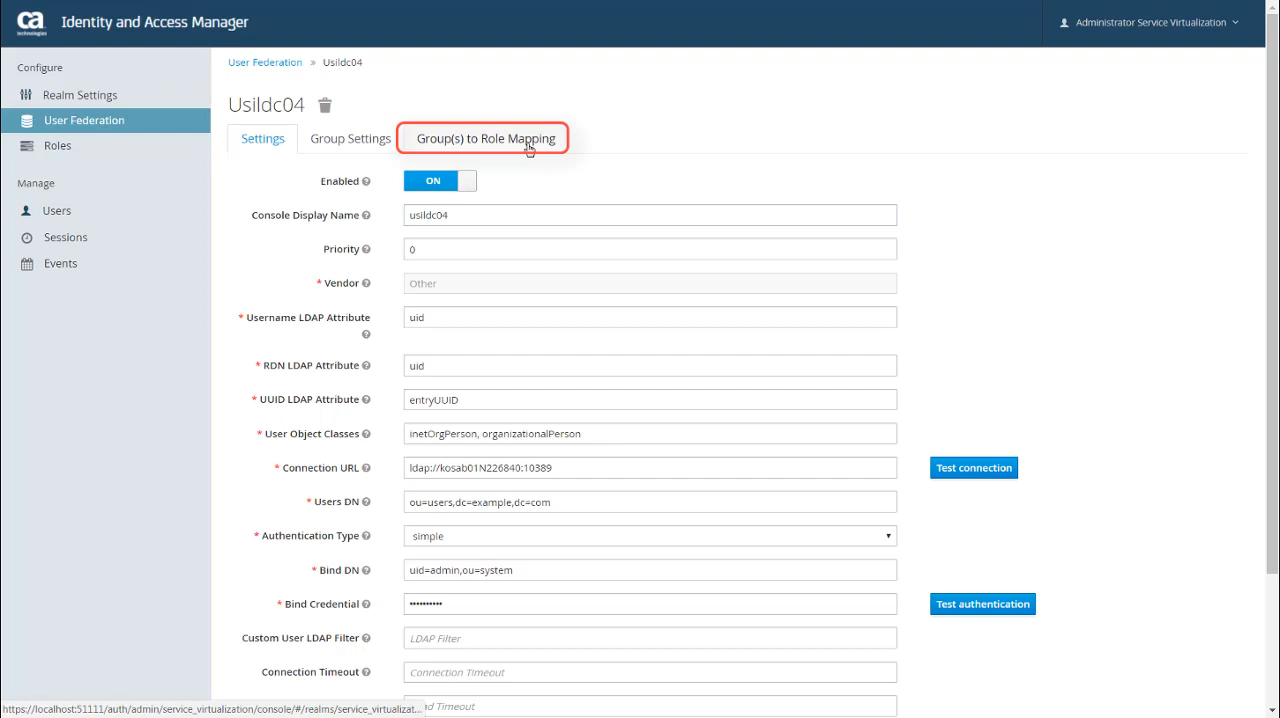 ca technologies Identity and Access Manager
Administrator Service Virtualization
Configure
Realm Settings
User Federation
Roles
Manage
Users
Sessions
Events
User Federation » Usildc04
Usildc04
Settings Group Settings Group(s) to Role Mapping
Enabled ON
Console Display Name usildc04
Priority 0
* Vendor Other
* Username LDAP Attribute uid
* RDN LDAP Attribute uid
* UUID LDAP Attribute entryUUID
* User Object Classes inetOrgPerson, organizationalPerson
* Connection URL ldap://kosab01N226840:10389 Test connection
* Users DN ou=users,dc=example,dc=com
* Authentication Type simple
* Bind DN uid=admin,ou=system
* Bind Credential •••••••••• Test authentication
Custom User LDAP Filter LDAP Filter
Connection Timeout Connection Timeout
Timeout
https://localhost:51111/auth/admin/service_virtualization/console/#/realms/service_virtualizat...